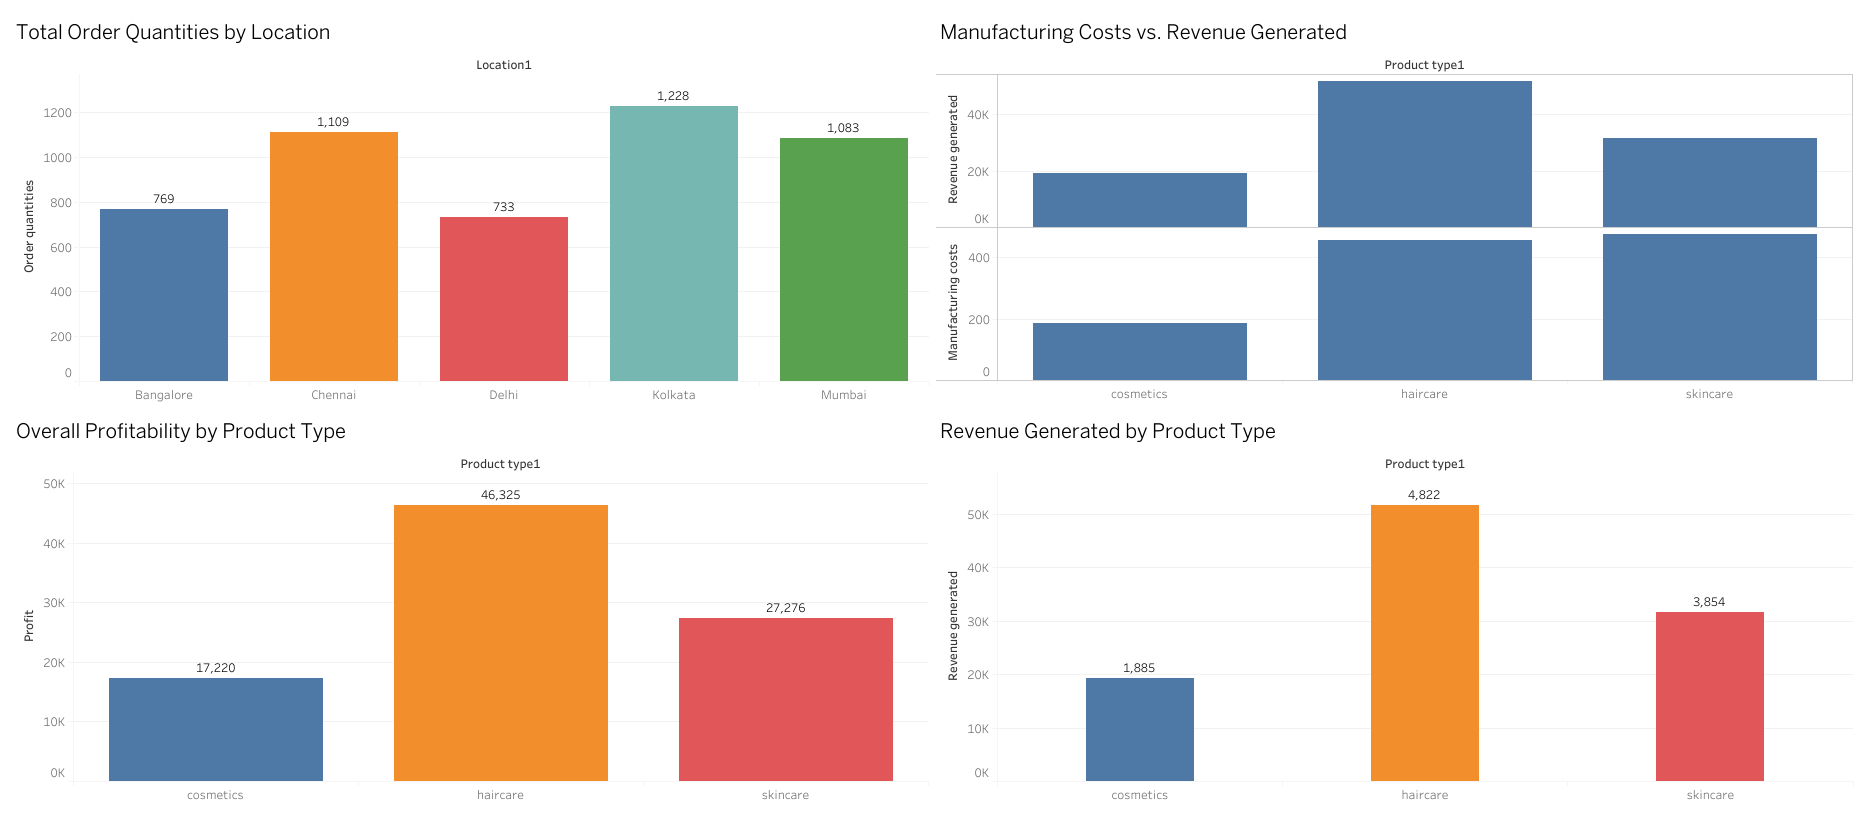 Total Order Quantities by Location
Location1
Order quantities
1200
1000
800
600
400
200
0
769
1,109
733
1,228
1,083
Bangalore
Chennai
Delhi
Kolkata
Mumbai
Manufacturing Costs vs. Revenue Generated
Product type1
Revenue generated
40K
20K
0K
Manufacturing costs
400
200
0
cosmetics
haircare
skincare
Overall Profitability by Product Type
Product type1
Profit
50K
40K
30K
20K
10K
0K
17,220
46,325
27,276
cosmetics
haircare
skincare
Revenue Generated by Product Type
Product type1
Revenue generated
50K
40K
30K
20K
10K
0K
1,885
4,822
3,854
cosmetics
haircare
skincare